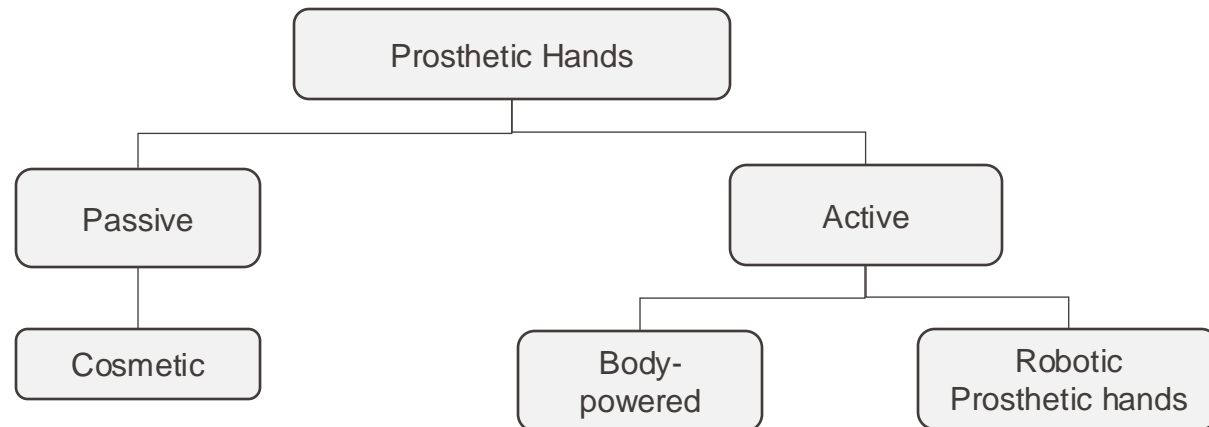 Prosthetic Hands
Passive
Active
Cosmetic
Body-
powered
Robotic
Prosthetic hands